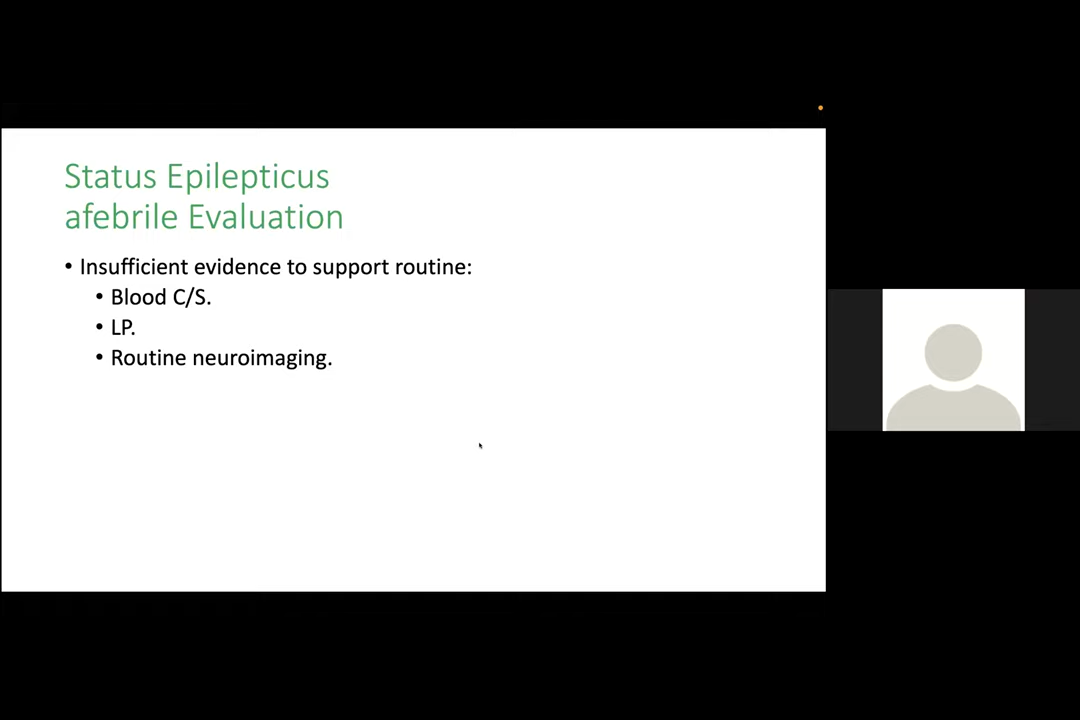 Status Epilepticus
afebrile Evaluation
• Insufficient evidence to support routine:
• Blood C/S.
• LP.
• Routine neuroimaging.